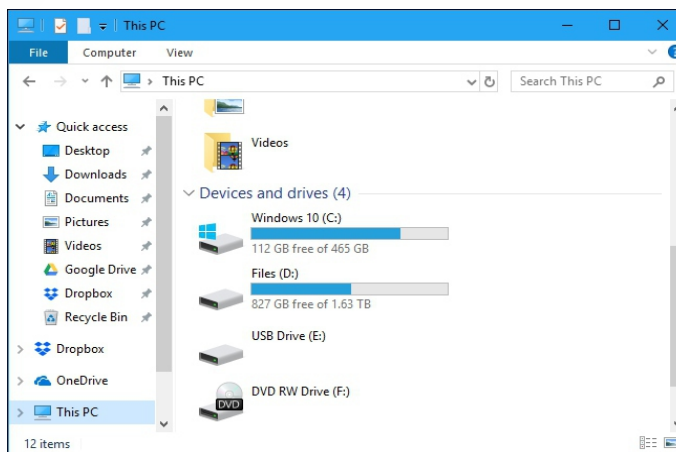 This PC
File Computer View
This PC
Search This PC
Quick access
Desktop
Downloads
Documents
Pictures
Videos
Google Drive
Dropbox
Recycle Bin
Dropbox
OneDrive
This PC
Videos
Devices and drives (4)
Windows 10 (C:)
112 GB free of 465 GB
Files (D:)
827 GB free of 1.63 TB
USB Drive (E:)
DVD RW Drive (F:)
DVD
12 items